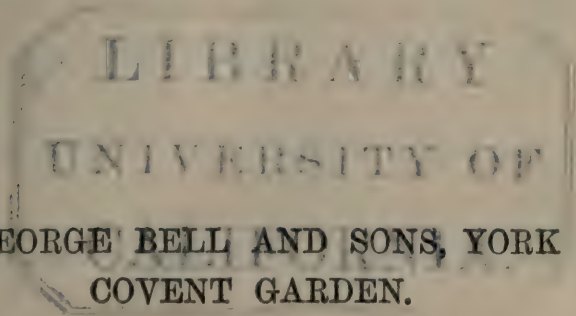 LIBRARY
UNIVERSITY OF
EORGE BELL AND SONS, YORK
COVENT GARDEN.